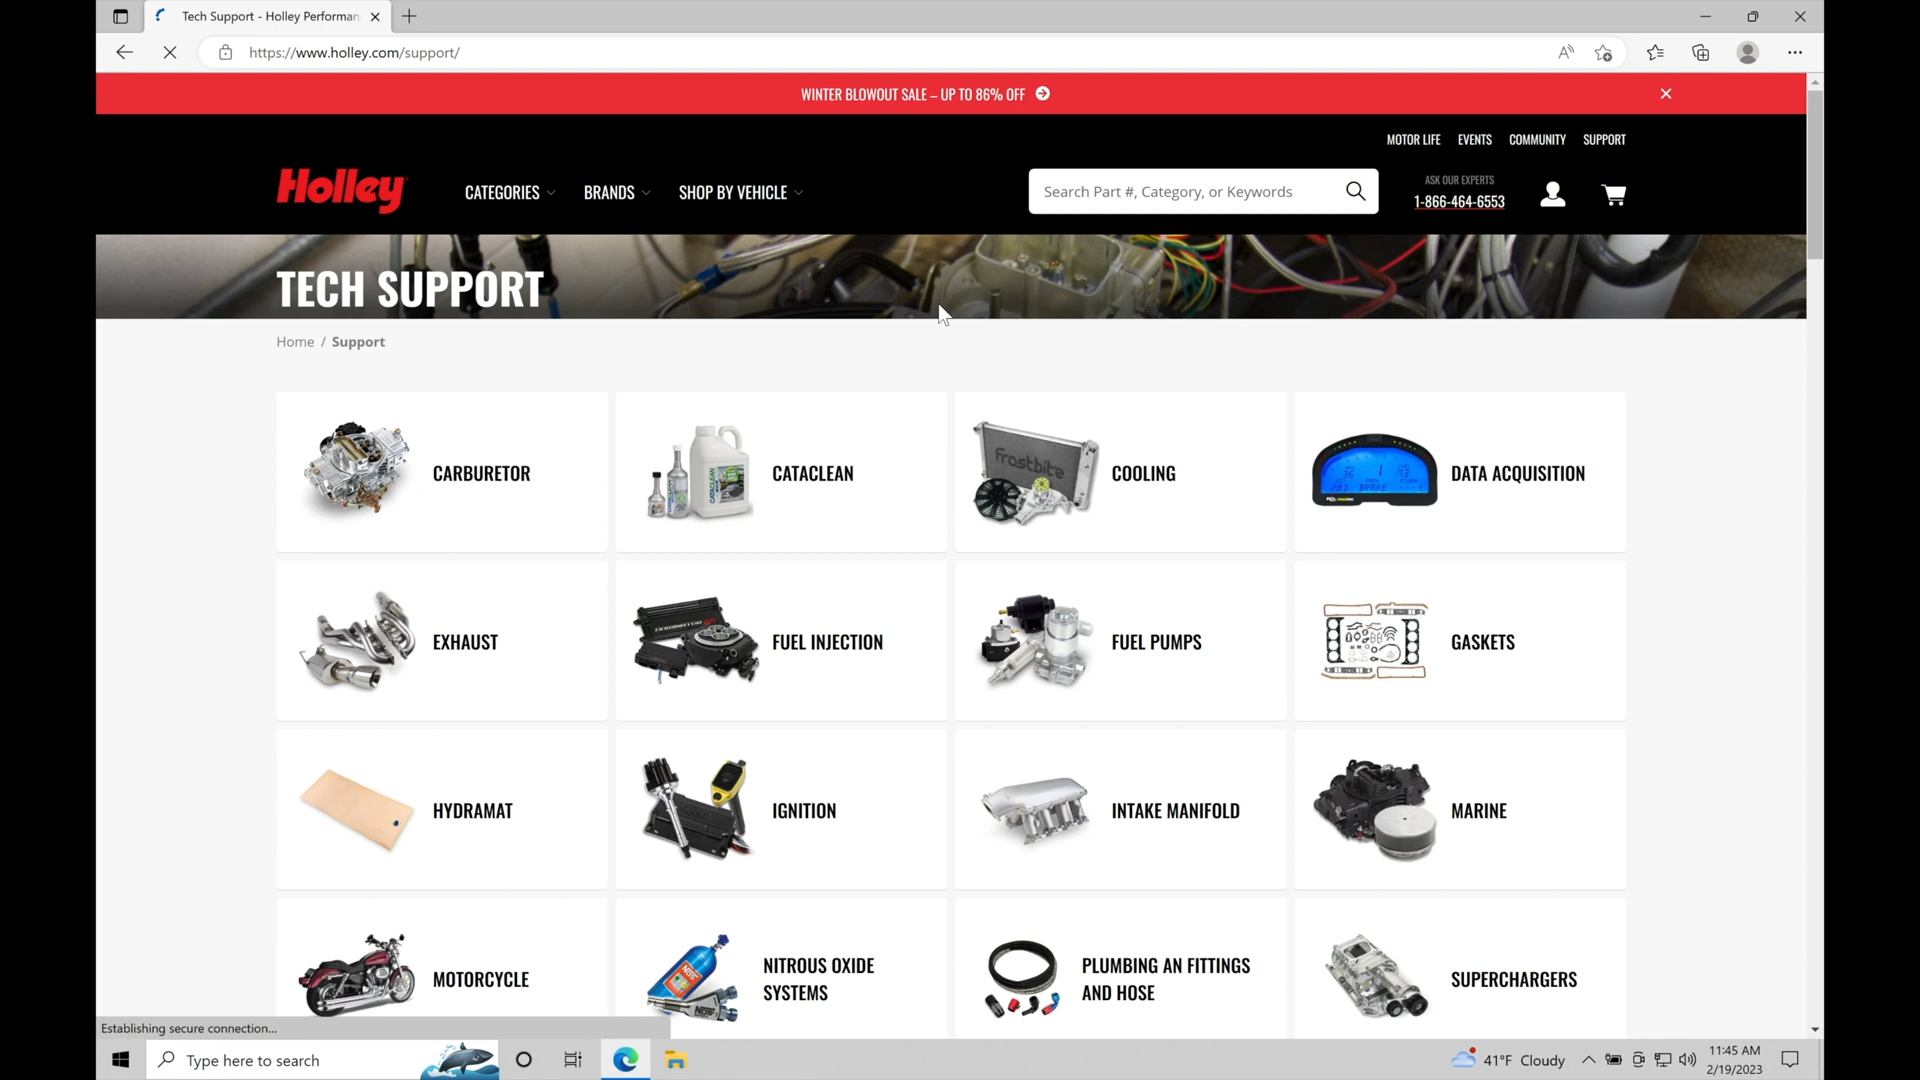 Tech Support - Holley Performan
https://www.holley.com/support/
WINTER BLOWOUT SALE – UP TO 86% OFF
MOTOR LIFE EVENTS COMMUNITY SUPPORT
Holley
CATEGORIES BRANDS SHOP BY VEHICLE
Search Part #, Category, or Keywords
ASK OUR EXPERTS
1-866-464-6553
TECH SUPPORT
Home / Support
CARBURETOR
CATACLEAN
frostbite
COOLING
DATA ACQUISITION
EXHAUST
FUEL INJECTION
FUEL PUMPS
GASKETS
HYDRAMAT
IGNITION
INTAKE MANIFOLD
MARINE
MOTORCYCLE
NITROUS OXIDE
SYSTEMS
PLUMBING AN FITTINGS
AND HOSE
SUPERCHARGERS
Establishing secure connection...
Type here to search
41°F Cloudy
11:45 AM
2/19/2023